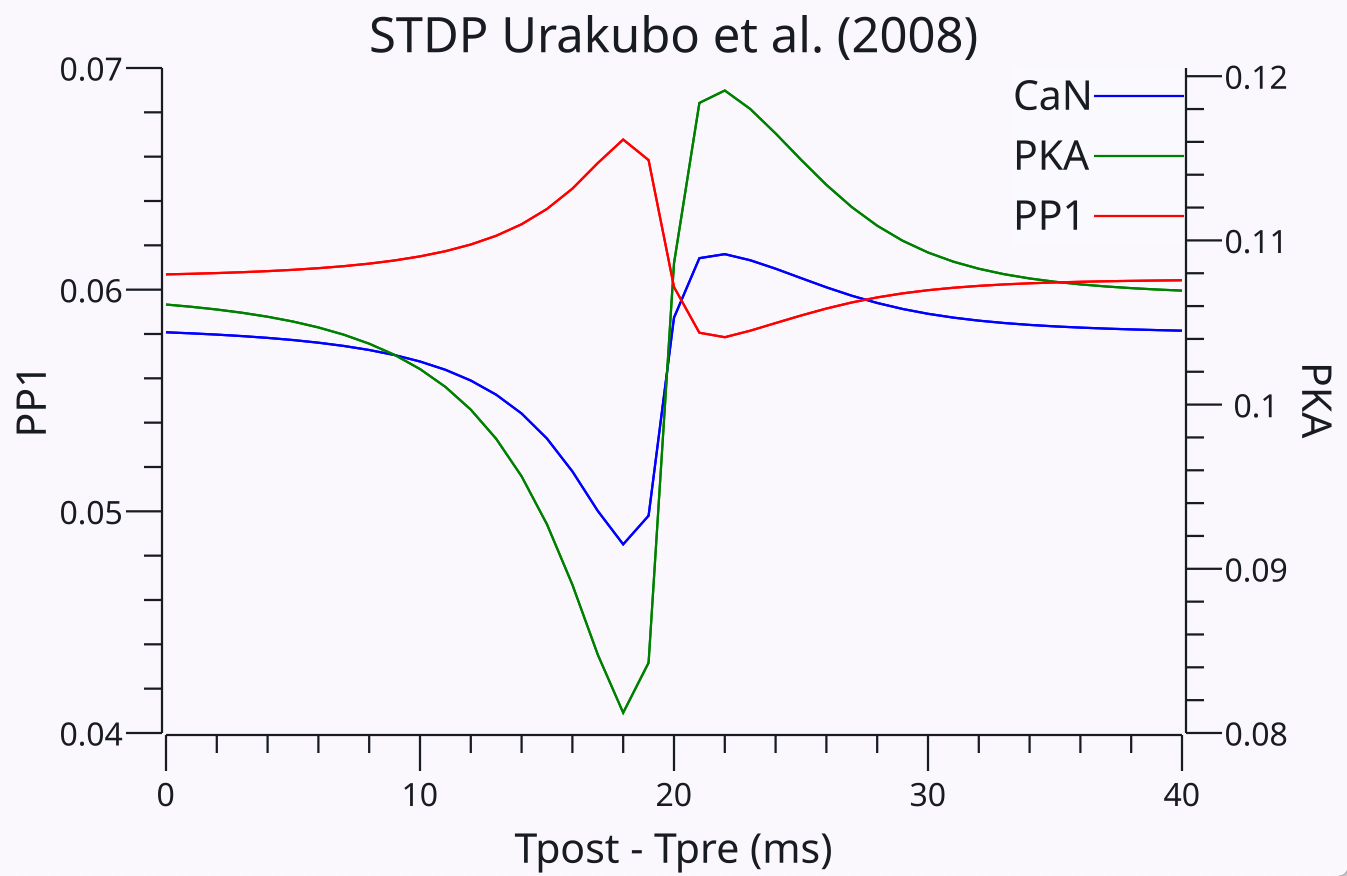 STDP Urakubo et al. (2008)
0.07
0.06
0.05
0.04
PP1
CaN
PKA
PP1
0.12
0.11
0.1
0.09
0.08
PKA
0 10 20 30 40
Tpost - Tpre (ms)